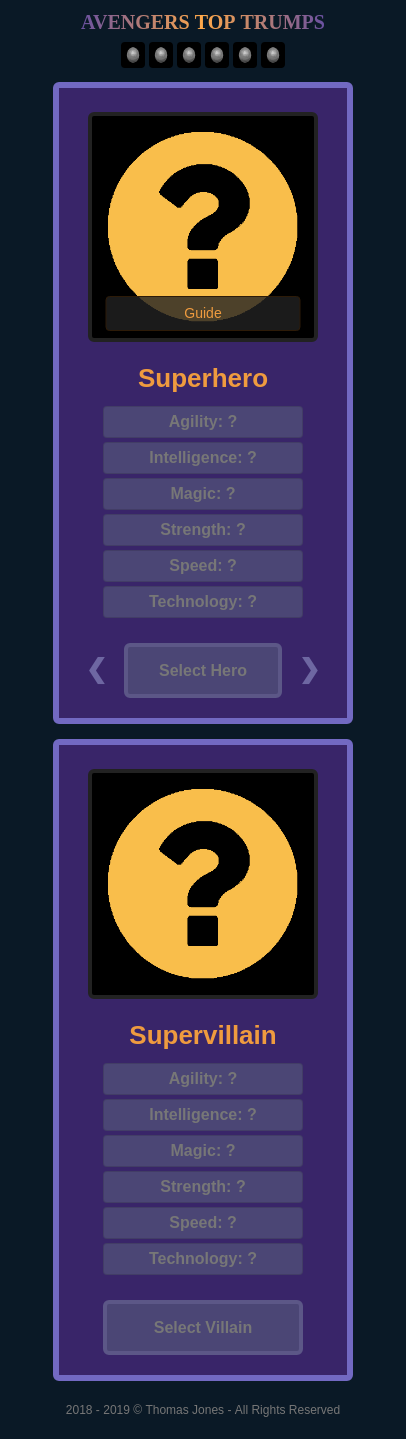 AVENGERS TOP TRUMPS
?
Guide
Superhero
Agility: ?
Intelligence: ?
Magic: ?
Strength: ?
Speed: ?
Technology: ?
❮ Select Hero ❯
?
Supervillain
Agility: ?
Intelligence: ?
Magic: ?
Strength: ?
Speed: ?
Technology: ?
Select Villain
2018 - 2019 © Thomas Jones - All Rights Reserved